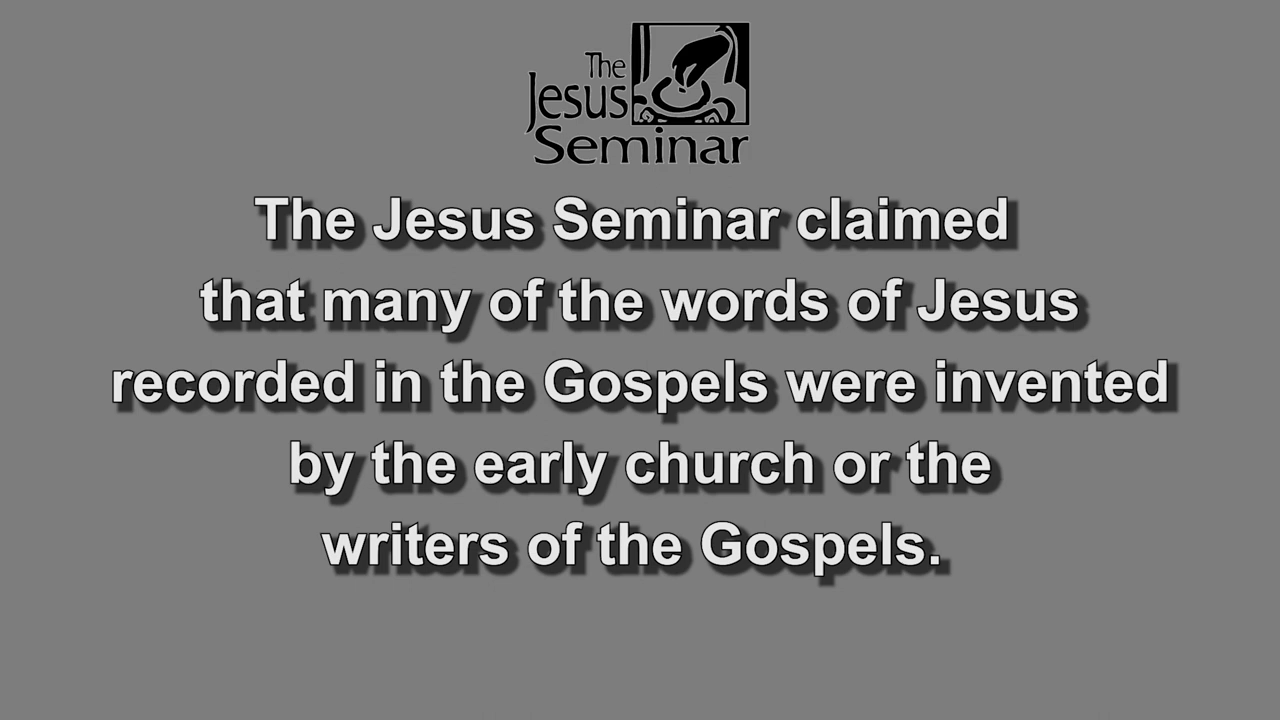 The
Jesus
Seminar
The Jesus Seminar claimed
that many of the words of Jesus
recorded in the Gospels were invented
by the early church or the
writers of the Gospels.